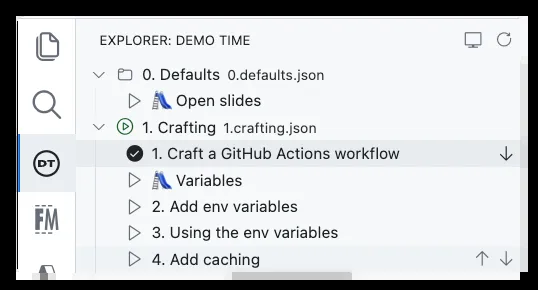 EXPLORER: DEMO TIME
0. Defaults 0.defaults.json
Open slides
1. Crafting 1.crafting.json
1. Craft a GitHub Actions workflow
DT
Variables
2. Add env variables
FM
3. Using the env variables
4. Add caching